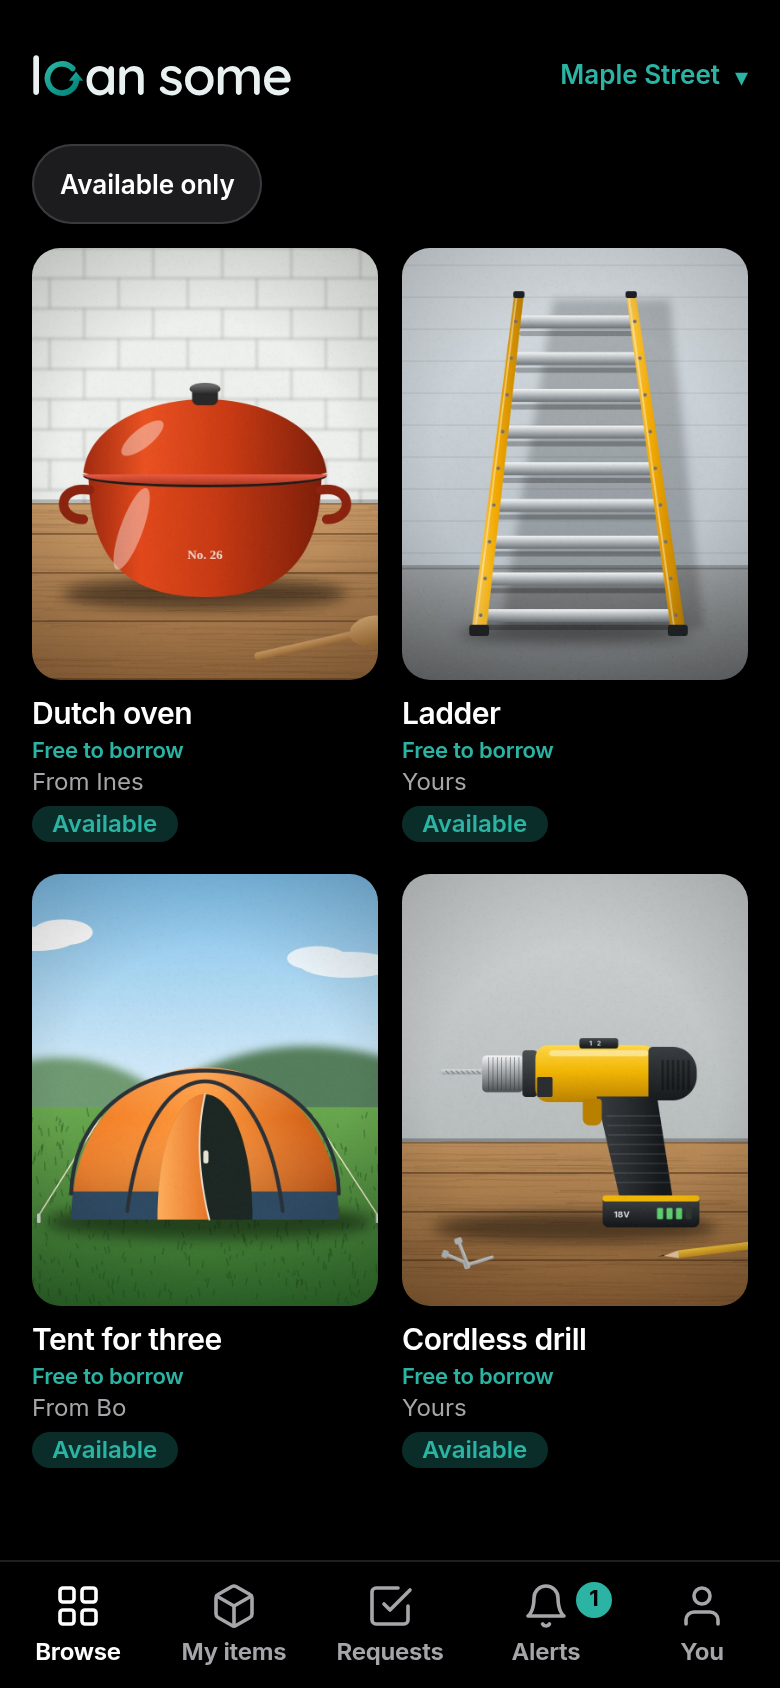 loan some
Maple Street ▼
Available only
No. 26
Dutch oven
Free to borrow
From Ines
Available
Ladder
Free to borrow
Yours
Available
1 2
18V
Tent for three
Free to borrow
From Bo
Available
Cordless drill
Free to borrow
Yours
Available
Browse
My items
Requests
1
Alerts
You